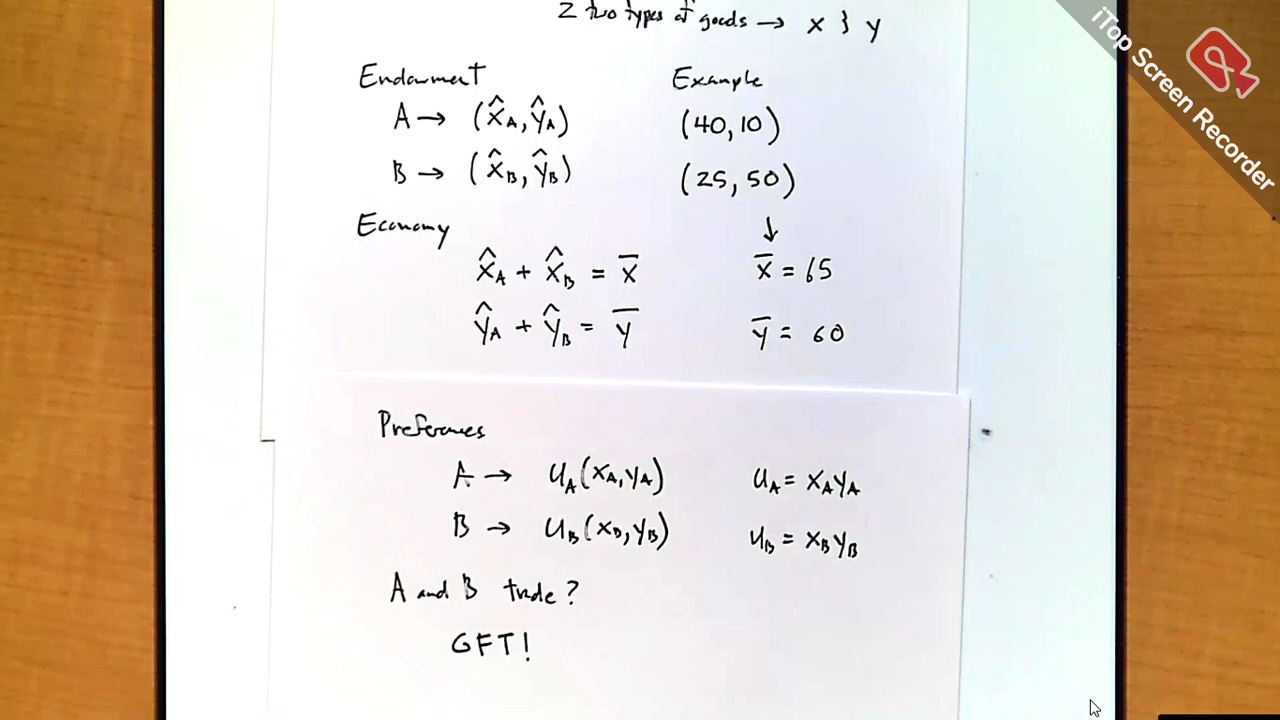 2 two types of goods → x } y
Endowment Example
A → (x̂A, ŷA) (40, 10)
B → (x̂B, ŷB) (25, 50)
Economy ↓
x̂A + x̂B = x̄ x̄ = 65
ŷA + ŷB = ȳ ȳ = 60
Preferences
A → UA(xA, yA) UA = xAyA
B → UB(xB, yB) UB = xByB
A and B trade?
GFT!
iTop Screen Recorder